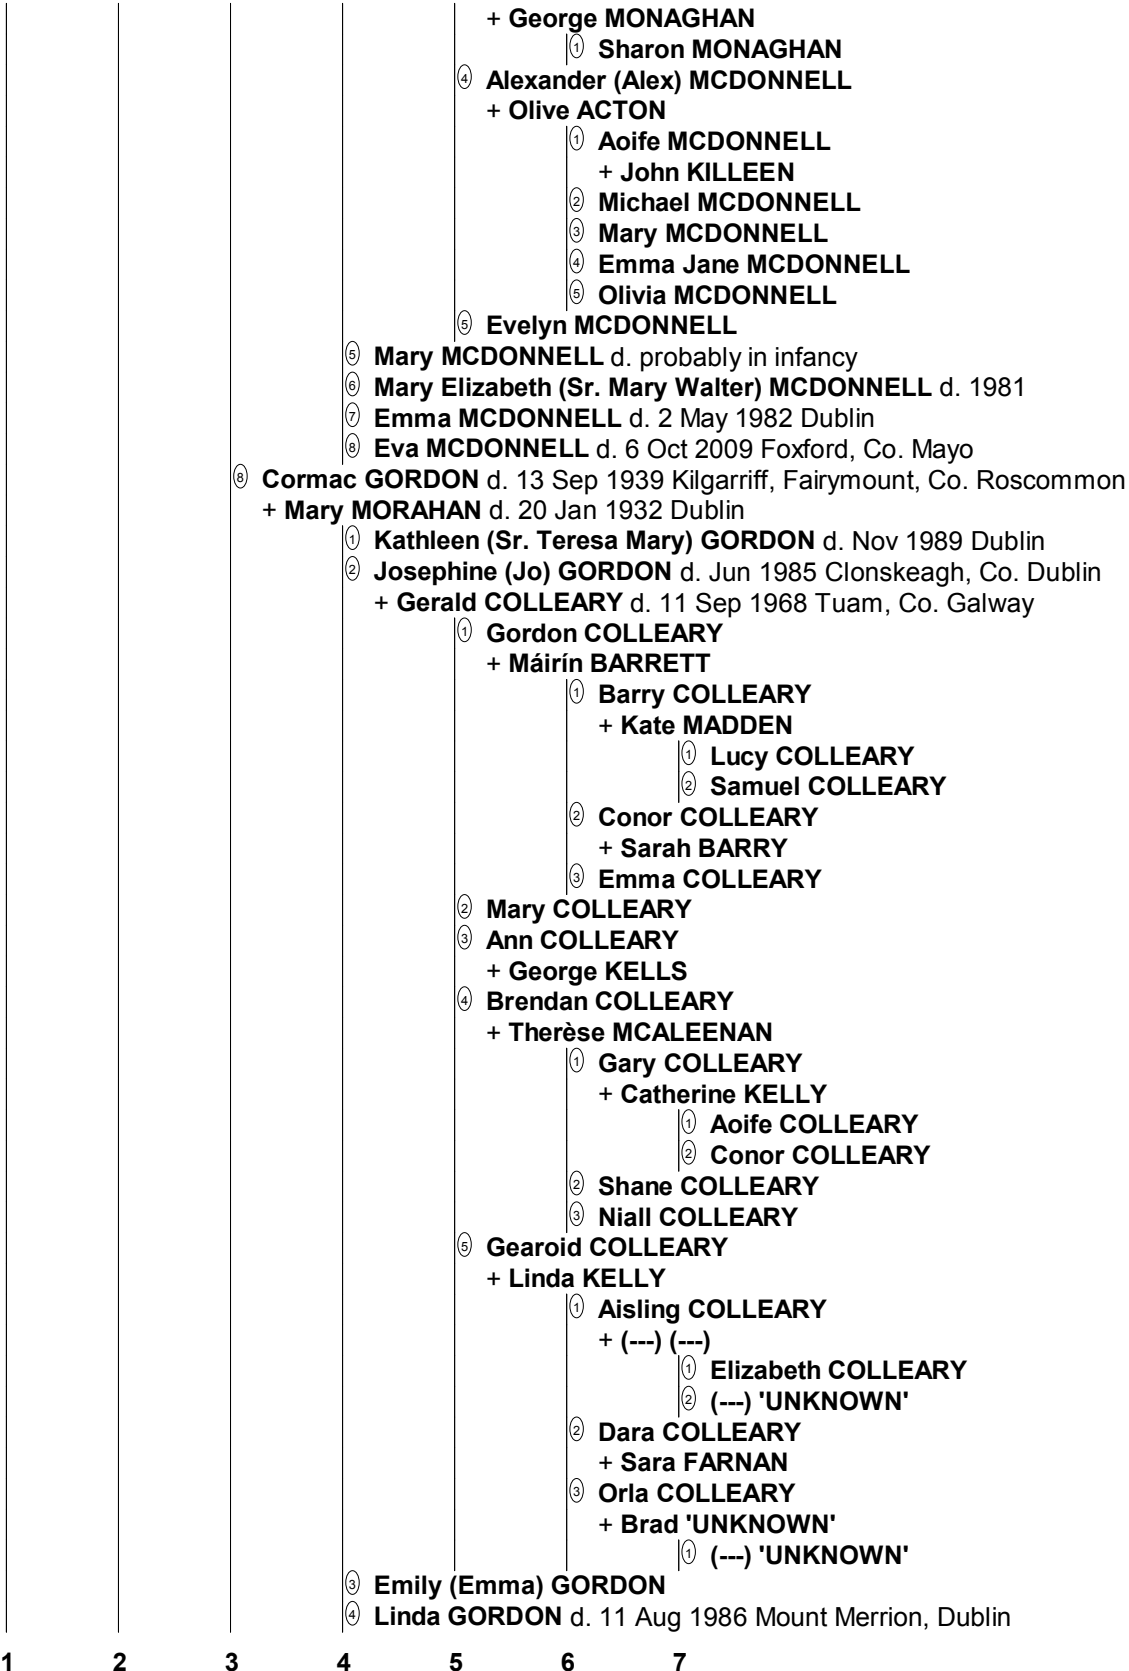 + George MONAGHAN
1 Sharon MONAGHAN
4 Alexander (Alex) MCDONNELL
+ Olive ACTON
1 Aoife MCDONNELL
+ John KILLEEN
2 Michael MCDONNELL
3 Mary MCDONNELL
4 Emma Jane MCDONNELL
5 Olivia MCDONNELL
5 Evelyn MCDONNELL
5 Mary MCDONNELL d. probably in infancy
6 Mary Elizabeth (Sr. Mary Walter) MCDONNELL d. 1981
7 Emma MCDONNELL d. 2 May 1982 Dublin
8 Eva MCDONNELL d. 6 Oct 2009 Foxford, Co. Mayo
8 Cormac GORDON d. 13 Sep 1939 Kilgarriff, Fairymount, Co. Roscommon
+ Mary MORAHAN d. 20 Jan 1932 Dublin
1 Kathleen (Sr. Teresa Mary) GORDON d. Nov 1989 Dublin
2 Josephine (Jo) GORDON d. Jun 1985 Clonskeagh, Co. Dublin
+ Gerald COLLEARY d. 11 Sep 1968 Tuam, Co. Galway
1 Gordon COLLEARY
+ Máirín BARRETT
1 Barry COLLEARY
+ Kate MADDEN
1 Lucy COLLEARY
2 Samuel COLLEARY
2 Conor COLLEARY
+ Sarah BARRY
3 Emma COLLEARY
2 Mary COLLEARY
3 Ann COLLEARY
+ George KELLS
4 Brendan COLLEARY
+ Therèse MCALEENAN
1 Gary COLLEARY
+ Catherine KELLY
1 Aoife COLLEARY
2 Conor COLLEARY
2 Shane COLLEARY
3 Niall COLLEARY
5 Gearoid COLLEARY
+ Linda KELLY
1 Aisling COLLEARY
+ (---) (---)
1 Elizabeth COLLEARY
2 (---) 'UNKNOWN'
2 Dara COLLEARY
+ Sara FARNAN
3 Orla COLLEARY
+ Brad 'UNKNOWN'
1 (---) 'UNKNOWN'
3 Emily (Emma) GORDON
4 Linda GORDON d. 11 Aug 1986 Mount Merrion, Dublin
1 2 3 4 5 6 7